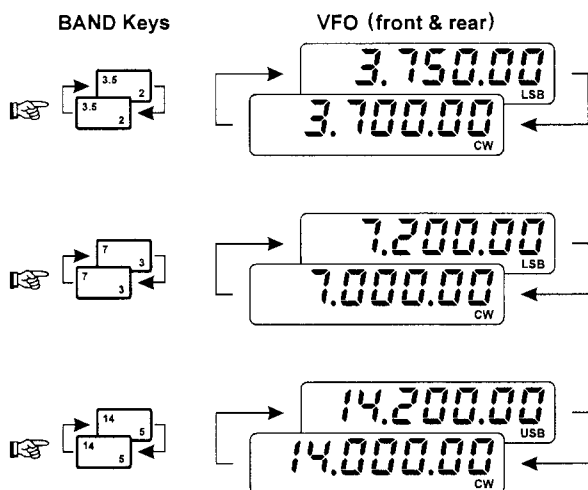 BAND Keys VFO (front & rear)
3.5 2 3.750.00 LSB
3.5 2 3.700.00 CW
7 3 7.200.00 LSB
7 3 7.000.00 CW
14 5 14.200.00 USB
14 5 14.000.00 CW